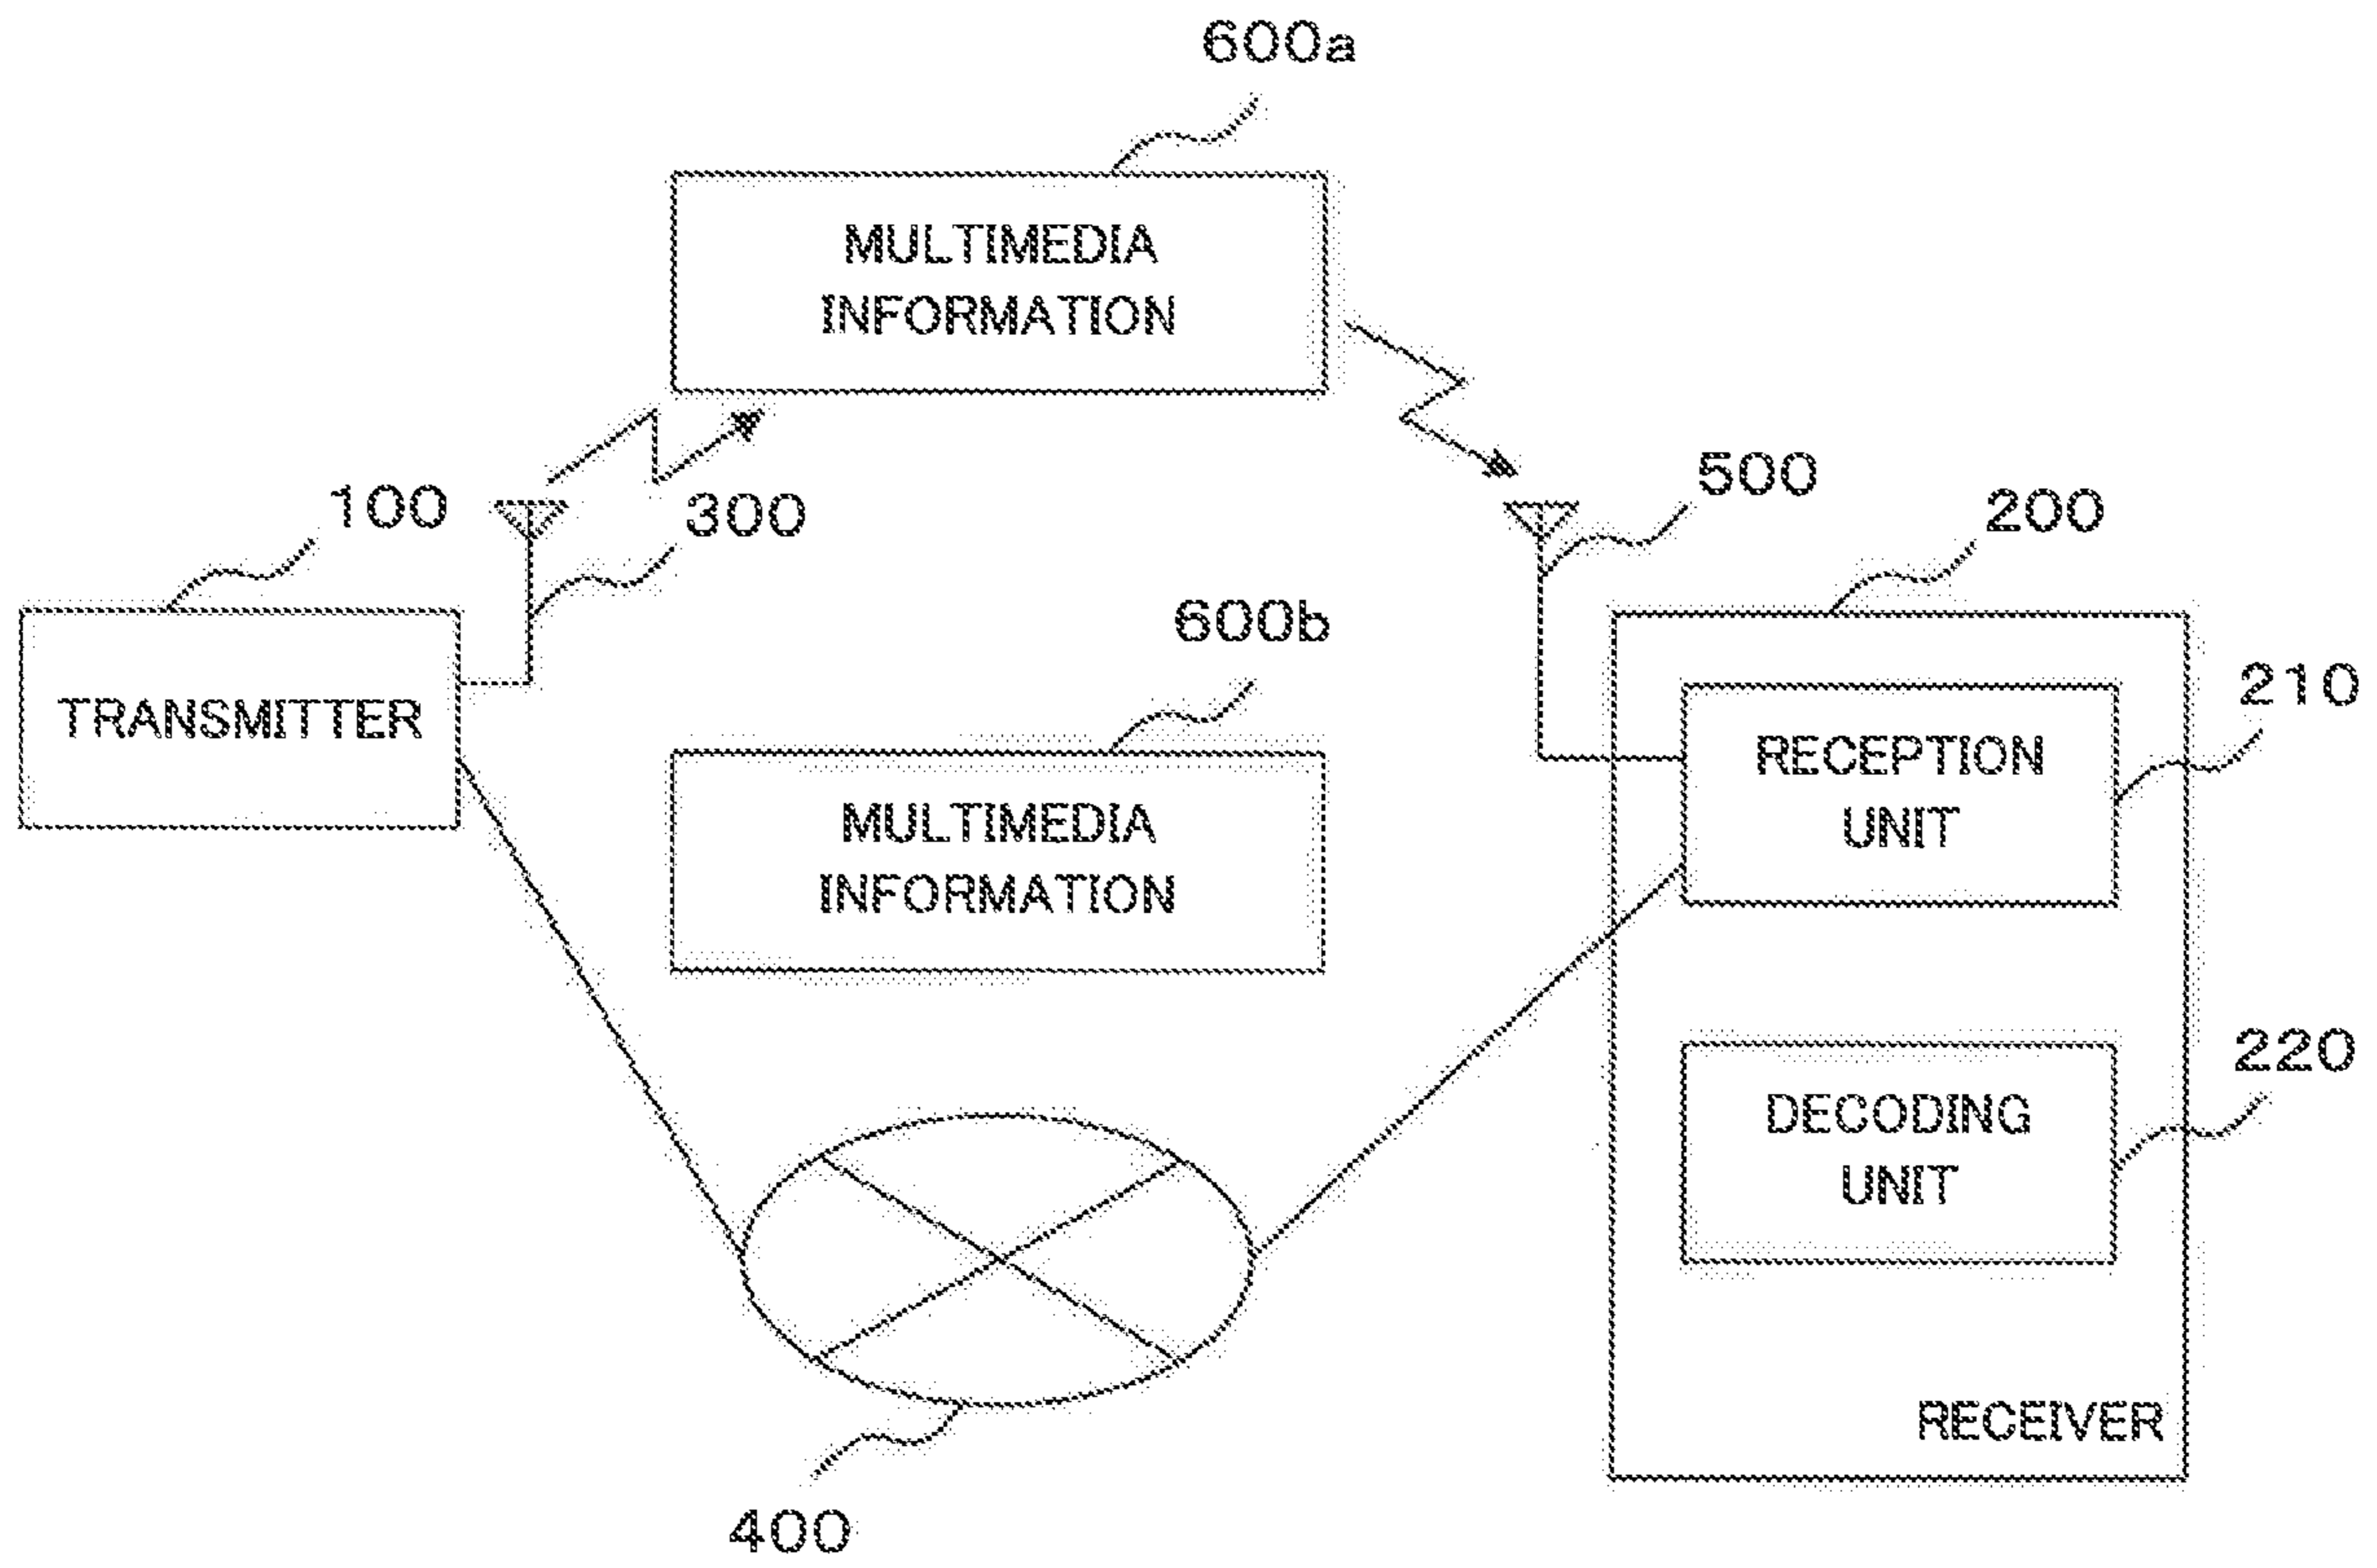 600a
MULTIMEDIA
INFORMATION
100
300
500
200
TRANSMITTER
600b
210
RECEPTION
UNIT
MULTIMEDIA
INFORMATION
220
DECODING
UNIT
RECEIVER
400